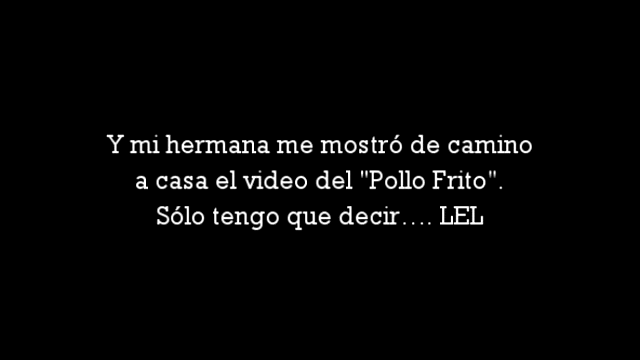 Y mi hermana me mostró de camino
a casa el video del "Pollo Frito".
Sólo tengo que decir.... LEL